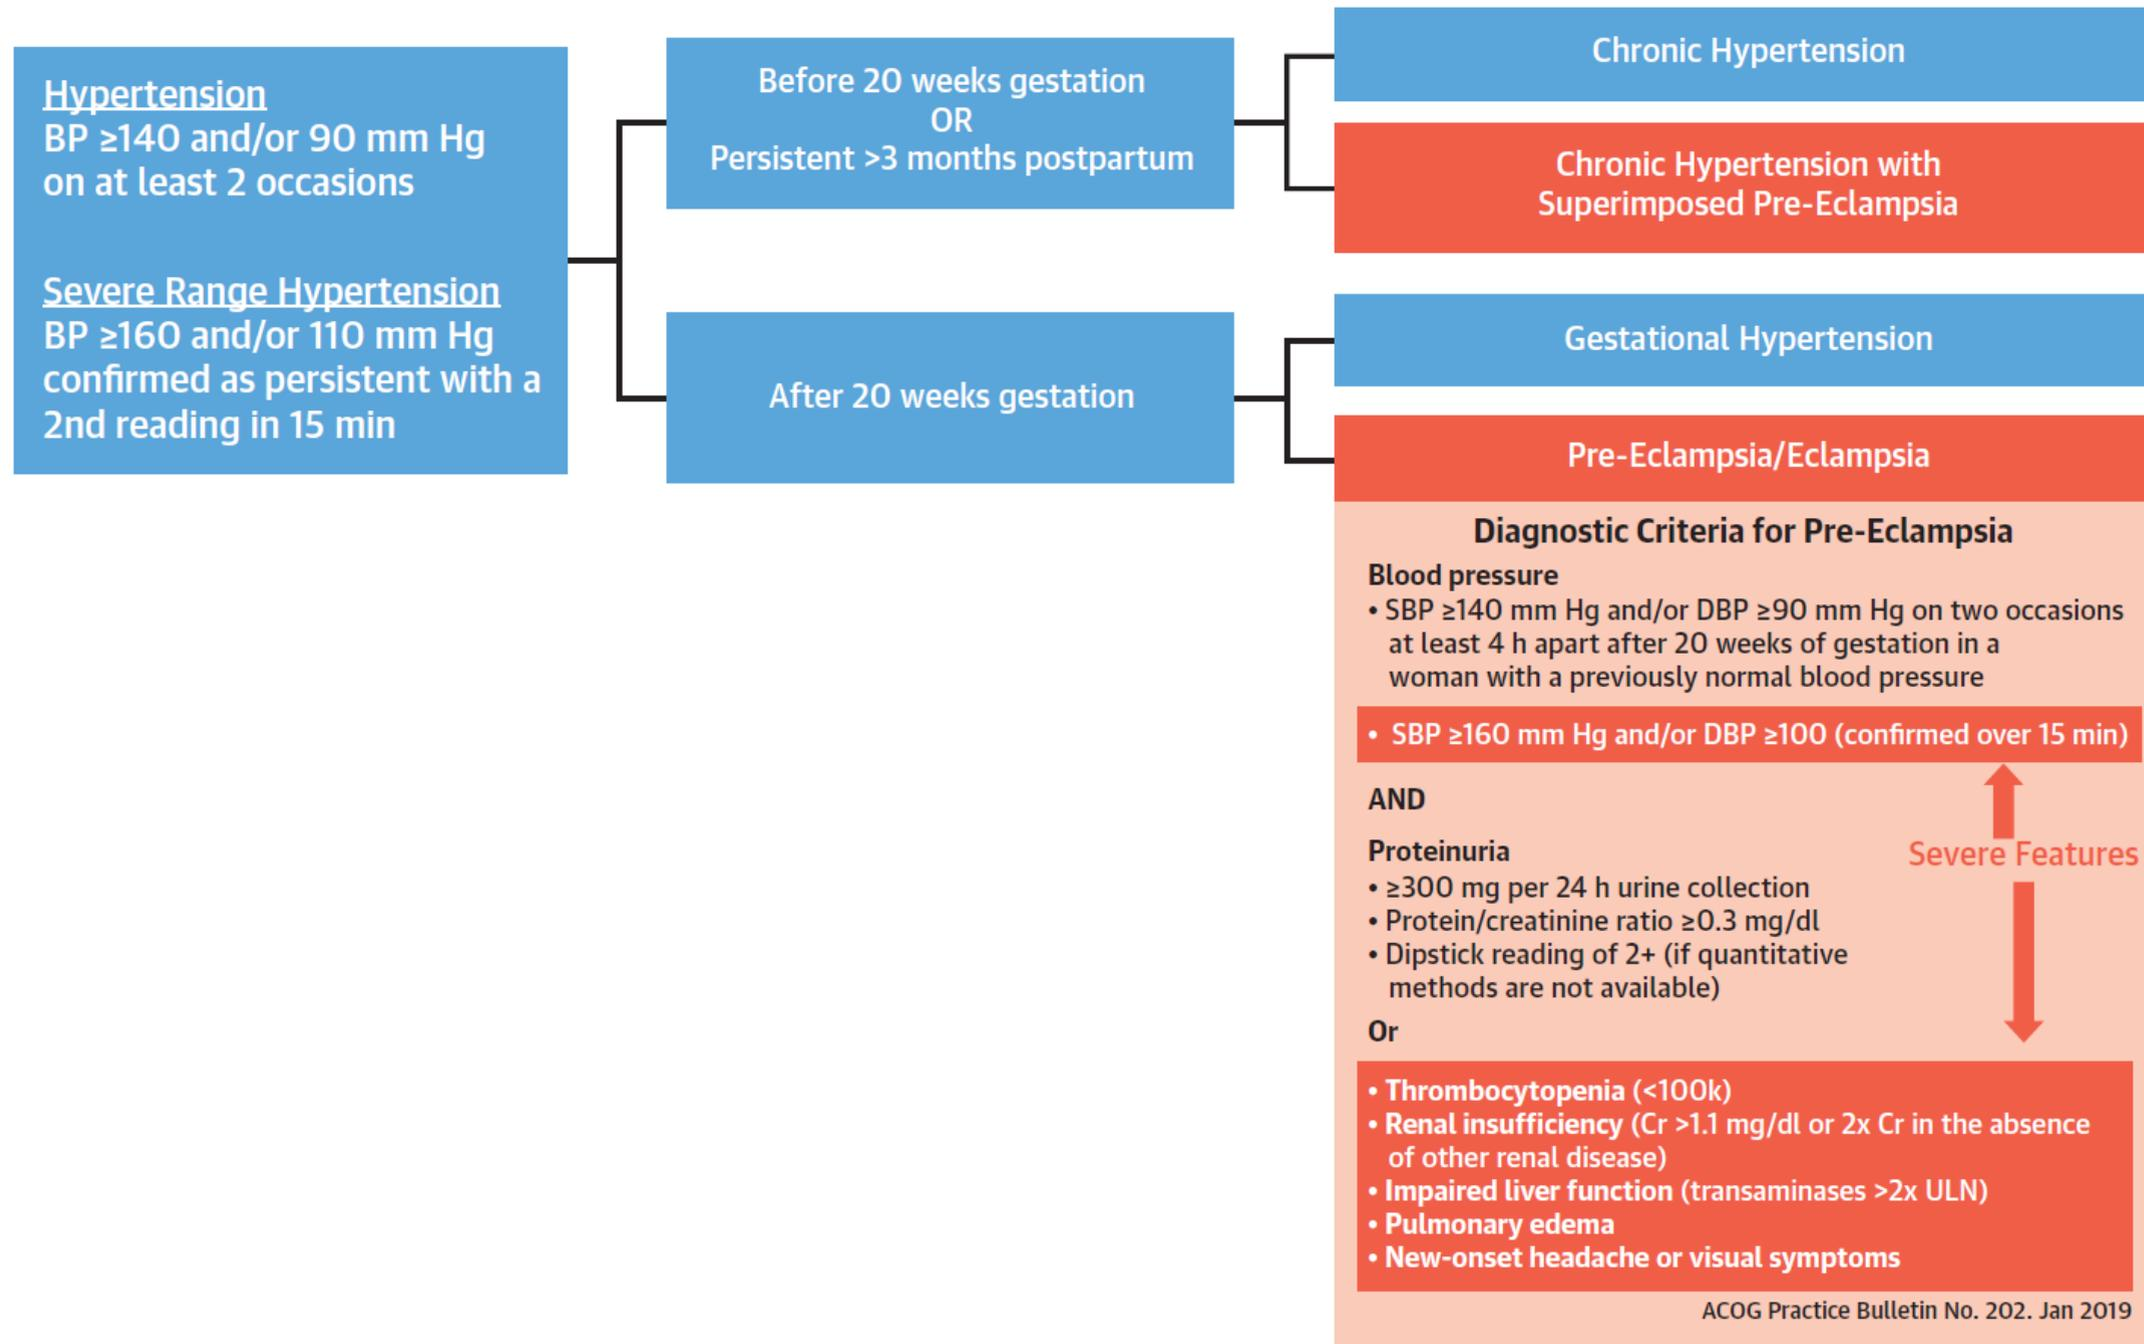 Hypertension
BP ≥140 and/or 90 mm Hg
on at least 2 occasions
Severe Range Hypertension
BP ≥160 and/or 110 mm Hg
confirmed as persistent with a
2nd reading in 15 min
Before 20 weeks gestation
OR
Persistent >3 months postpartum
After 20 weeks gestation
Chronic Hypertension
Chronic Hypertension with
Superimposed Pre-Eclampsia
Gestational Hypertension
Pre-Eclampsia/Eclampsia
Diagnostic Criteria for Pre-Eclampsia
Blood pressure
• SBP ≥140 mm Hg and/or DBP ≥90 mm Hg on two occasions
at least 4 h apart after 20 weeks of gestation in a
woman with a previously normal blood pressure
• SBP ≥160 mm Hg and/or DBP ≥100 (confirmed over 15 min)
AND
Severe Features
Proteinuria
• ≥300 mg per 24 h urine collection
• Protein/creatinine ratio ≥0.3 mg/dl
• Dipstick reading of 2+ (if quantitative
methods are not available)
Or
• Thrombocytopenia (<100k)
• Renal insufficiency (Cr >1.1 mg/dl or 2x Cr in the absence
of other renal disease)
• Impaired liver function (transaminases >2x ULN)
• Pulmonary edema
• New-onset headache or visual symptoms
ACOG Practice Bulletin No. 202. Jan 2019